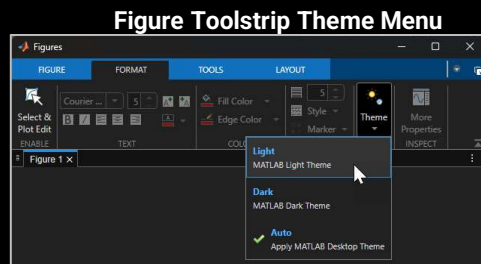 Figure Toolstrip Theme Menu
Figures
FIGURE FORMAT TOOLS LAYOUT
Courier ... 5 A A Fill Color 5
Select & Plot Edit B I Edge Color Style Marker Theme More Properties
ENABLE TEXT INSPECT
Figure 1 ×
Light
MATLAB Light Theme
Dark
MATLAB Dark Theme
Auto
Apply MATLAB Desktop Theme